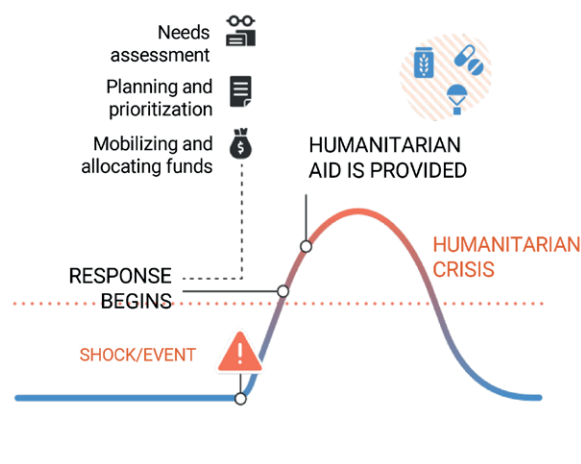 Needs
assessment
Planning and
prioritization
Mobilizing and
allocating funds
$
HUMANITARIAN
AID IS PROVIDED
HUMANITARIAN
CRISIS
RESPONSE
BEGINS
SHOCK/EVENT
!